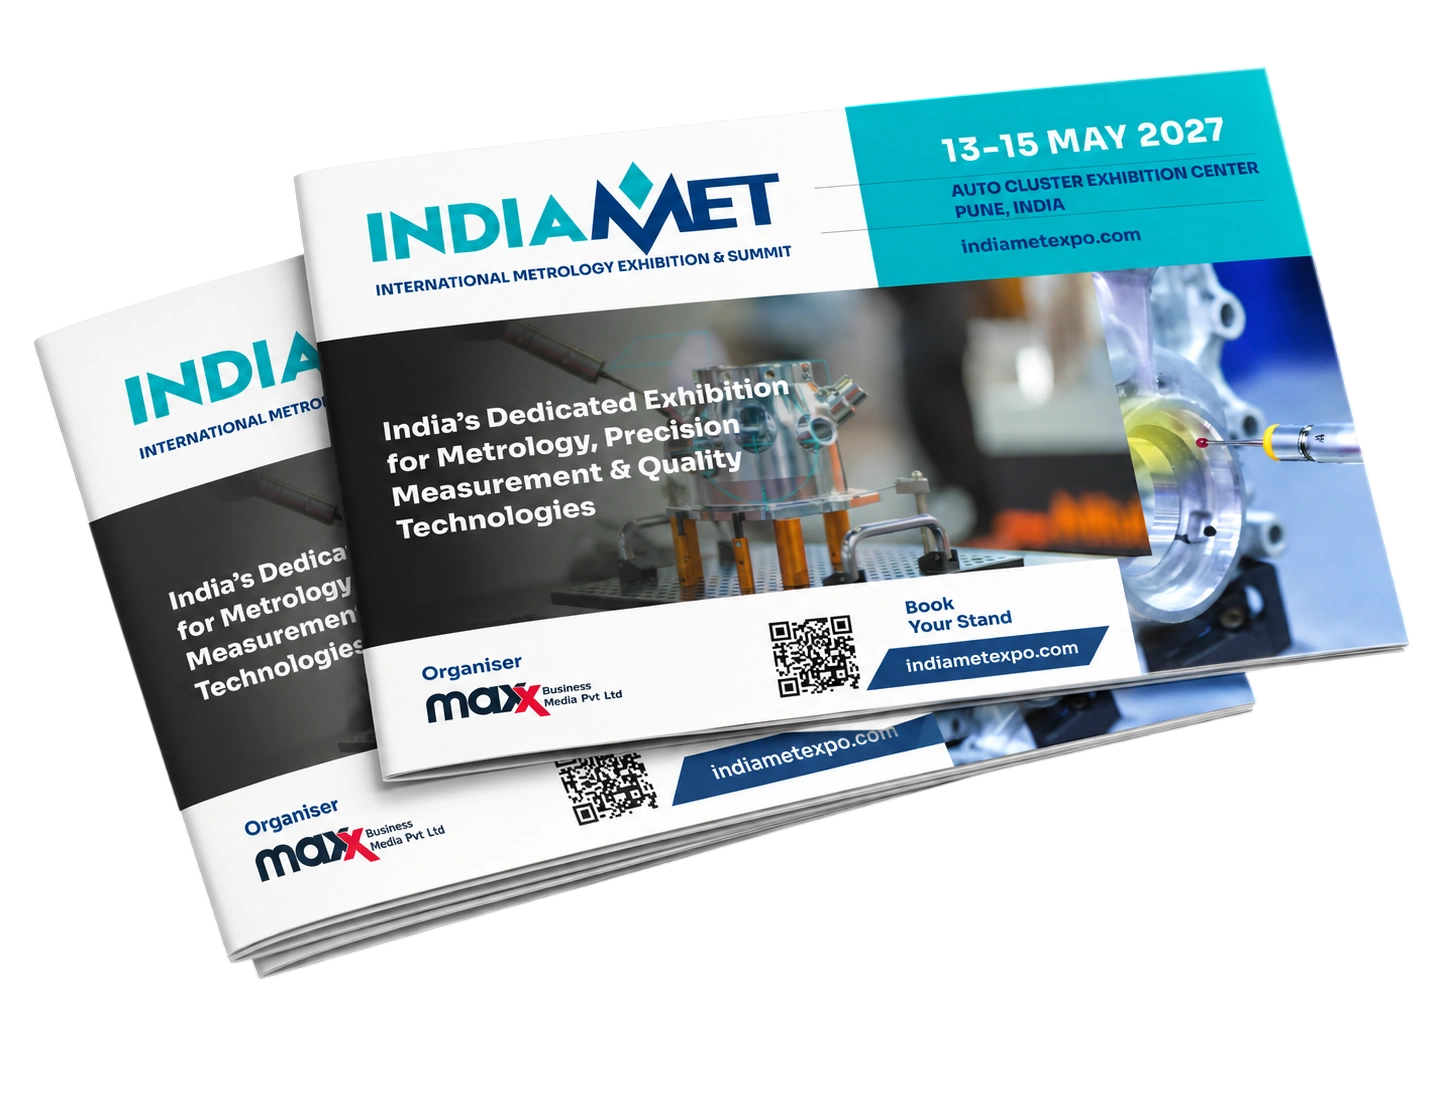 INDIAMET
INTERNATIONAL METROLOGY EXHIBITION & SUMMIT
13-15 MAY 2027
AUTO CLUSTER EXHIBITION CENTER
PUNE, INDIA
indiametexpo.com
India's Dedicated Exhibition
for Metrology, Precision
Measurement & Quality
Technologies
Organiser
maxx Business
Media Pvt Ltd
Book
Your Stand
indiametexpo.com
INDIA
INTERNATIONAL METRO
India's Dedica
for Metrology
Measuremen
Technologies
Organiser
maxx Business
Media Pvt Ltd
indiametexpo.com